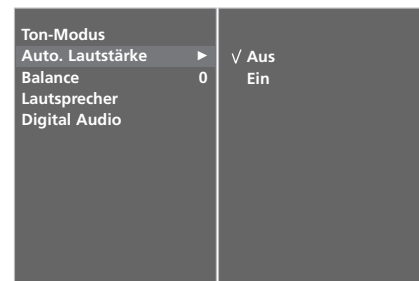 Ton-Modus
Auto. Lautstärke ►
Balance 0
Lautsprecher
Digital Audio
√ Aus
Ein